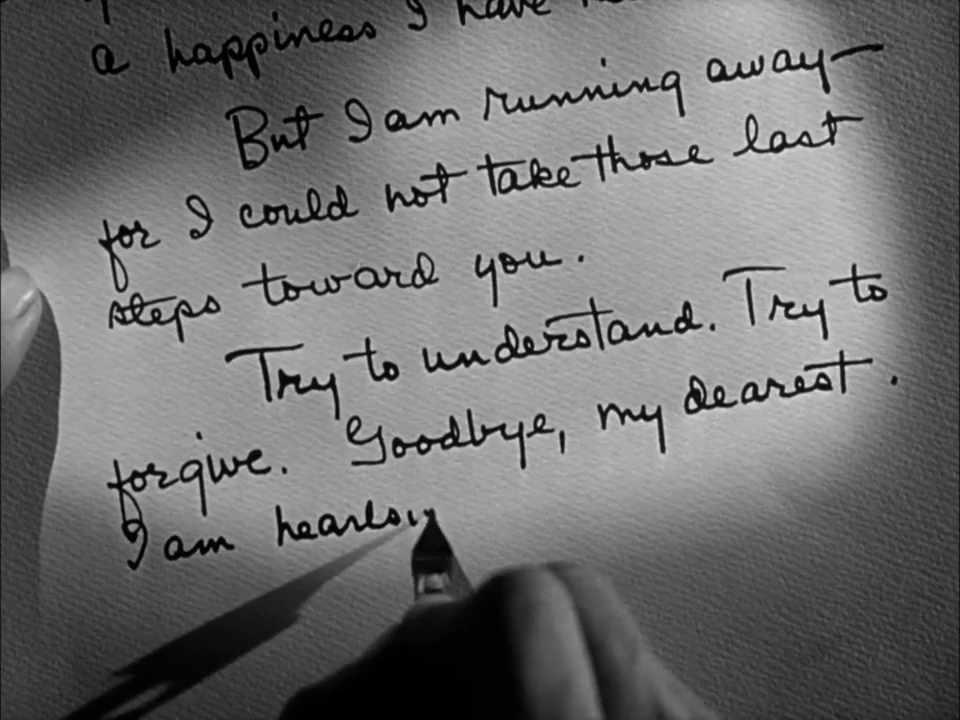 a happiness I have
But I am running away—
for I could not take those last
steps toward you.
Try to understand. Try to
forgive. Goodbye, my dearest.
I am